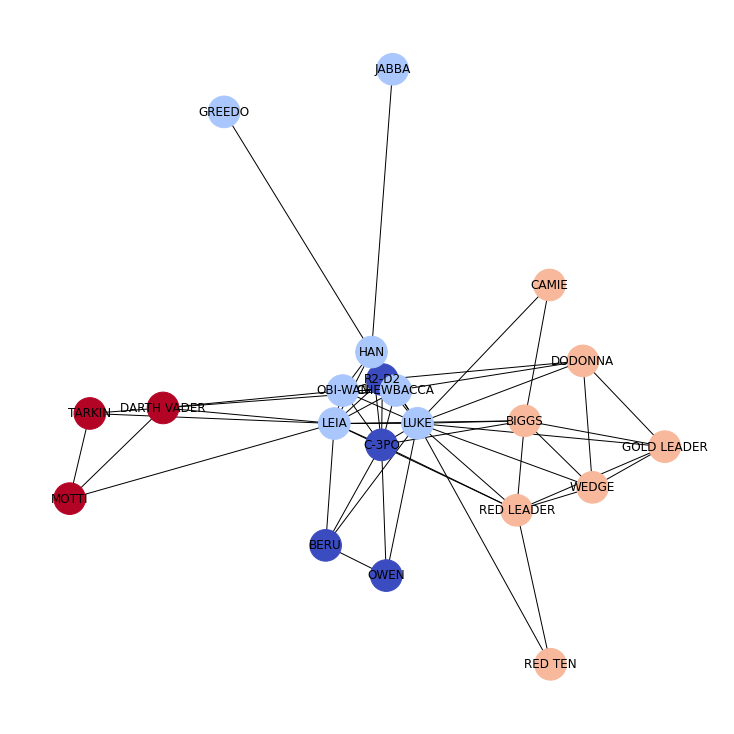 JABBA
GREEDO
CAMIE
HAN
DODONNA
R2-D2
OBI-WAN
CHEWBACCA
DARTH VADER
TARKIN
LEIA
LUKE
BIGGS
C-3PO
GOLD LEADER
WEDGE
MOTTI
RED LEADER
BERU
OWEN
RED TEN